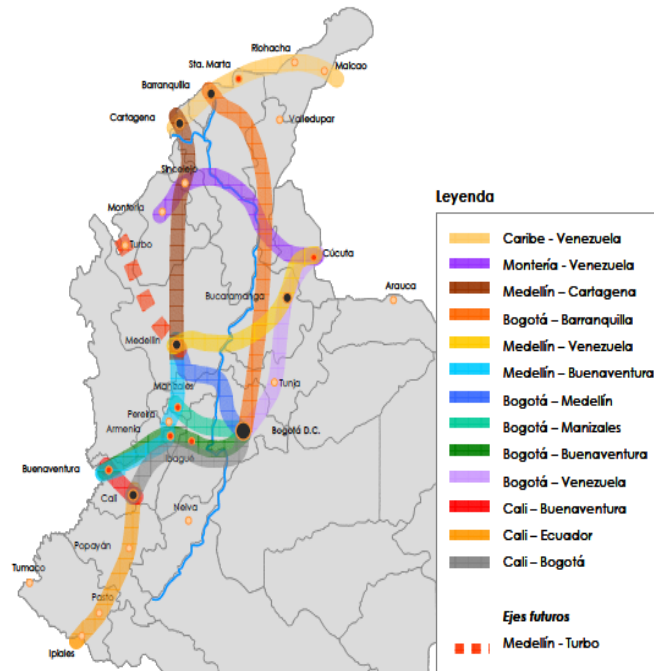 Riohacha
Sta. Marta
Maicao
Barranquilla
Cartagena
Valledupar
Sincelejo
Montería
Turbo
Cúcuta
Bucaramanga
Arauca
Medellín
Manizales
Tunja
Pereira
Armenia
Bogotá D.C.
Ibagué
Buenaventura
Cali
Neiva
Popayán
Tumaco
Pasto
Ipiales
Leyenda
Caribe - Venezuela
Montería - Venezuela
Medellín – Cartagena
Bogotá – Barranquilla
Medellín – Venezuela
Medellín – Buenaventura
Bogotá – Medellín
Bogotá – Manizales
Bogotá – Buenaventura
Bogotá – Venezuela
Cali – Buenaventura
Cali – Ecuador
Cali – Bogotá
Ejes futuros
Medellín - Turbo